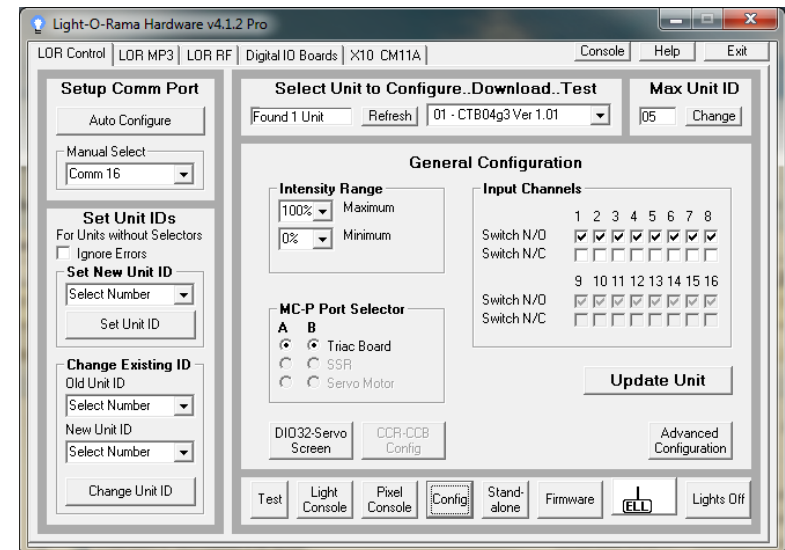 Light-O-Rama Hardware v4.1.2 Pro
LOR Control
LOR MP3
LOR RF
Digital IO Boards
X10 CM11A
Console
Help
Exit
Setup Comm Port
Auto Configure
Manual Select
Comm 16
Set Unit IDs
For Units without Selectors
Ignore Errors
Set New Unit ID
Select Number
Set Unit ID
Change Existing ID
Old Unit ID
Select Number
New Unit ID
Select Number
Change Unit ID
Select Unit to Configure..Download..Test
Found 1 Unit
Refresh
01 - CTB04g3 Ver 1.01
Max Unit ID
05
Change
General Configuration
Intensity Range
100%
Maximum
0%
Minimum
MC-P Port Selector
A B
Triac Board
SSR
Servo Motor
Input Channels
1 2 3 4 5 6 7 8
Switch N/O
Switch N/C
9 10 11 12 13 14 15 16
Switch N/O
Switch N/C
Update Unit
DIO32-Servo
Screen
CCR-CCB
Config
Advanced
Configuration
Test
Light
Console
Pixel
Console
Config
Stand-
alone
Firmware
ELL
Lights Off